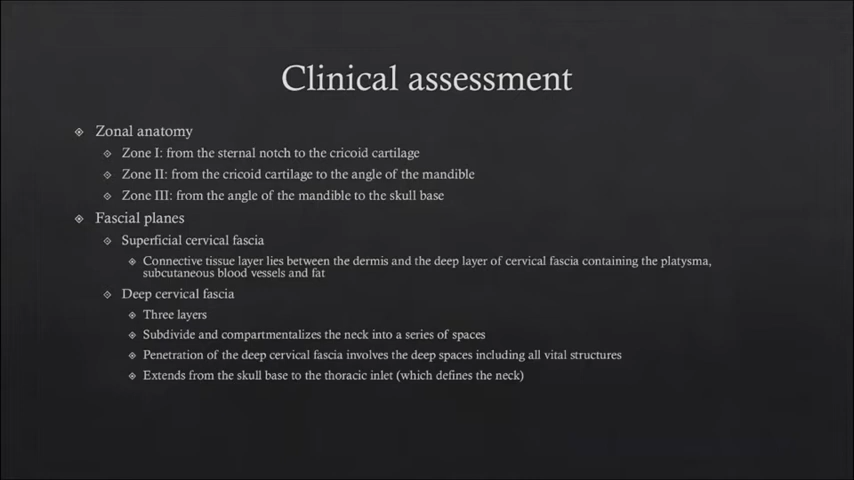 Clinical assessment
Zonal anatomy
Zone I: from the sternal notch to the cricoid cartilage
Zone II: from the cricoid cartilage to the angle of the mandible
Zone III: from the angle of the mandible to the skull base
Fascial planes
Superficial cervical fascia
Connective tissue layer lies between the dermis and the deep layer of cervical fascia containing the platysma,
subcutaneous blood vessels and fat
Deep cervical fascia
Three layers
Subdivide and compartmentalizes the neck into a series of spaces
Penetration of the deep cervical fascia involves the deep spaces including all vital structures
Extends from the skull base to the thoracic inlet (which defines the neck)